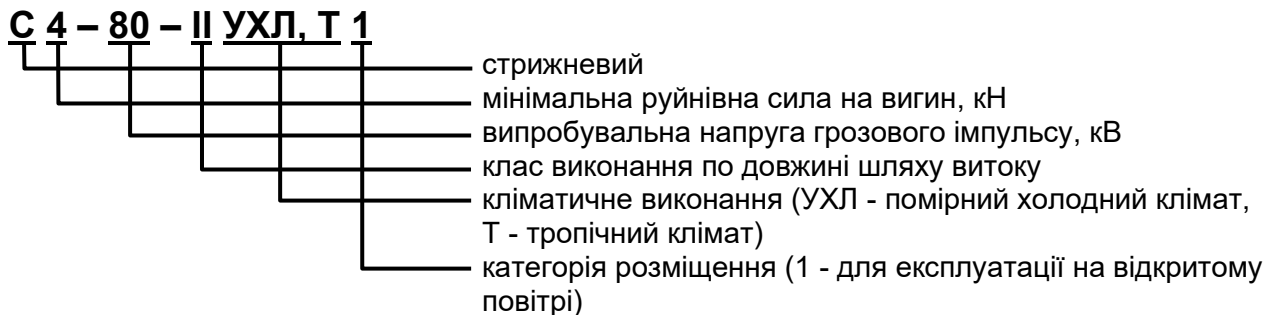 С 4 – 80 – II УХЛ, Т 1
стрижневий
мінімальна руйнівна сила на вигин, кН
випробувальна напруга грозового імпульсу, кВ
клас виконання по довжині шляху витоку
кліматичне виконання (УХЛ - помірний холодний клімат,
Т - тропічний клімат)
категорія розміщення (1 - для експлуатації на відкритому
повітрі)